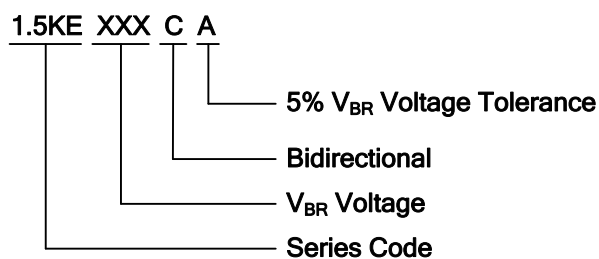 1.5KE XXX C A
5% VBR Voltage Tolerance
Bidirectional
VBR Voltage
Series Code